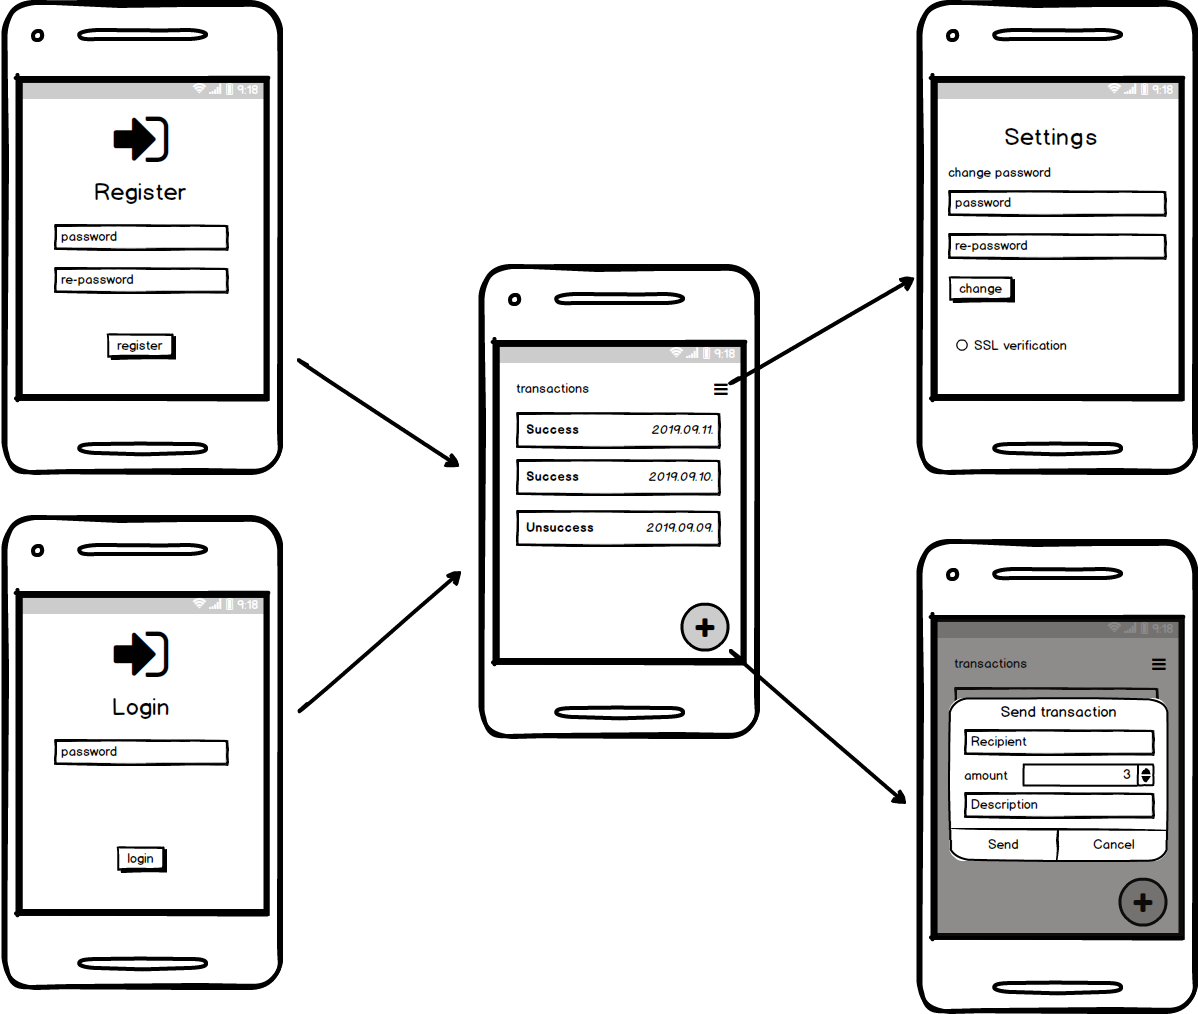 9:18
Register
password
re-password
register
9:18
Login
password
login
9:18
transactions
Success 2019.09.11.
Success 2019.09.10.
Unsuccess 2019.09.09.
9:18
Settings
change password
password
re-password
change
SSL verification
9:18
transactions
Send transaction
Recipient
amount 3
Description
Send Cancel